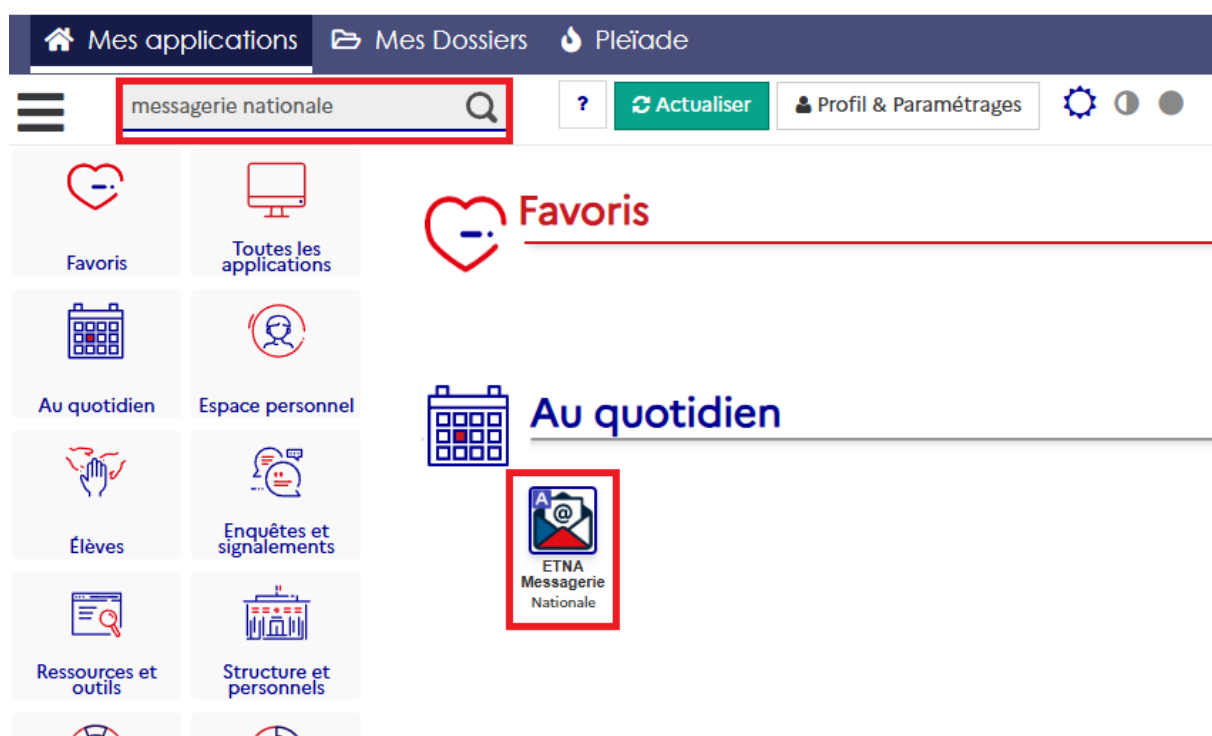 Mes applications
Mes Dossiers
Pleïade
messagerie nationale
?
Actualiser
Profil & Paramétrages
Favoris
Toutes les
applications
Au quotidien
Espace personnel
Élèves
Enquêtes et
signalements
Ressources et
outils
Structure et
personnels
Favoris
Au quotidien
A
@
ETNA
Messagerie
Nationale